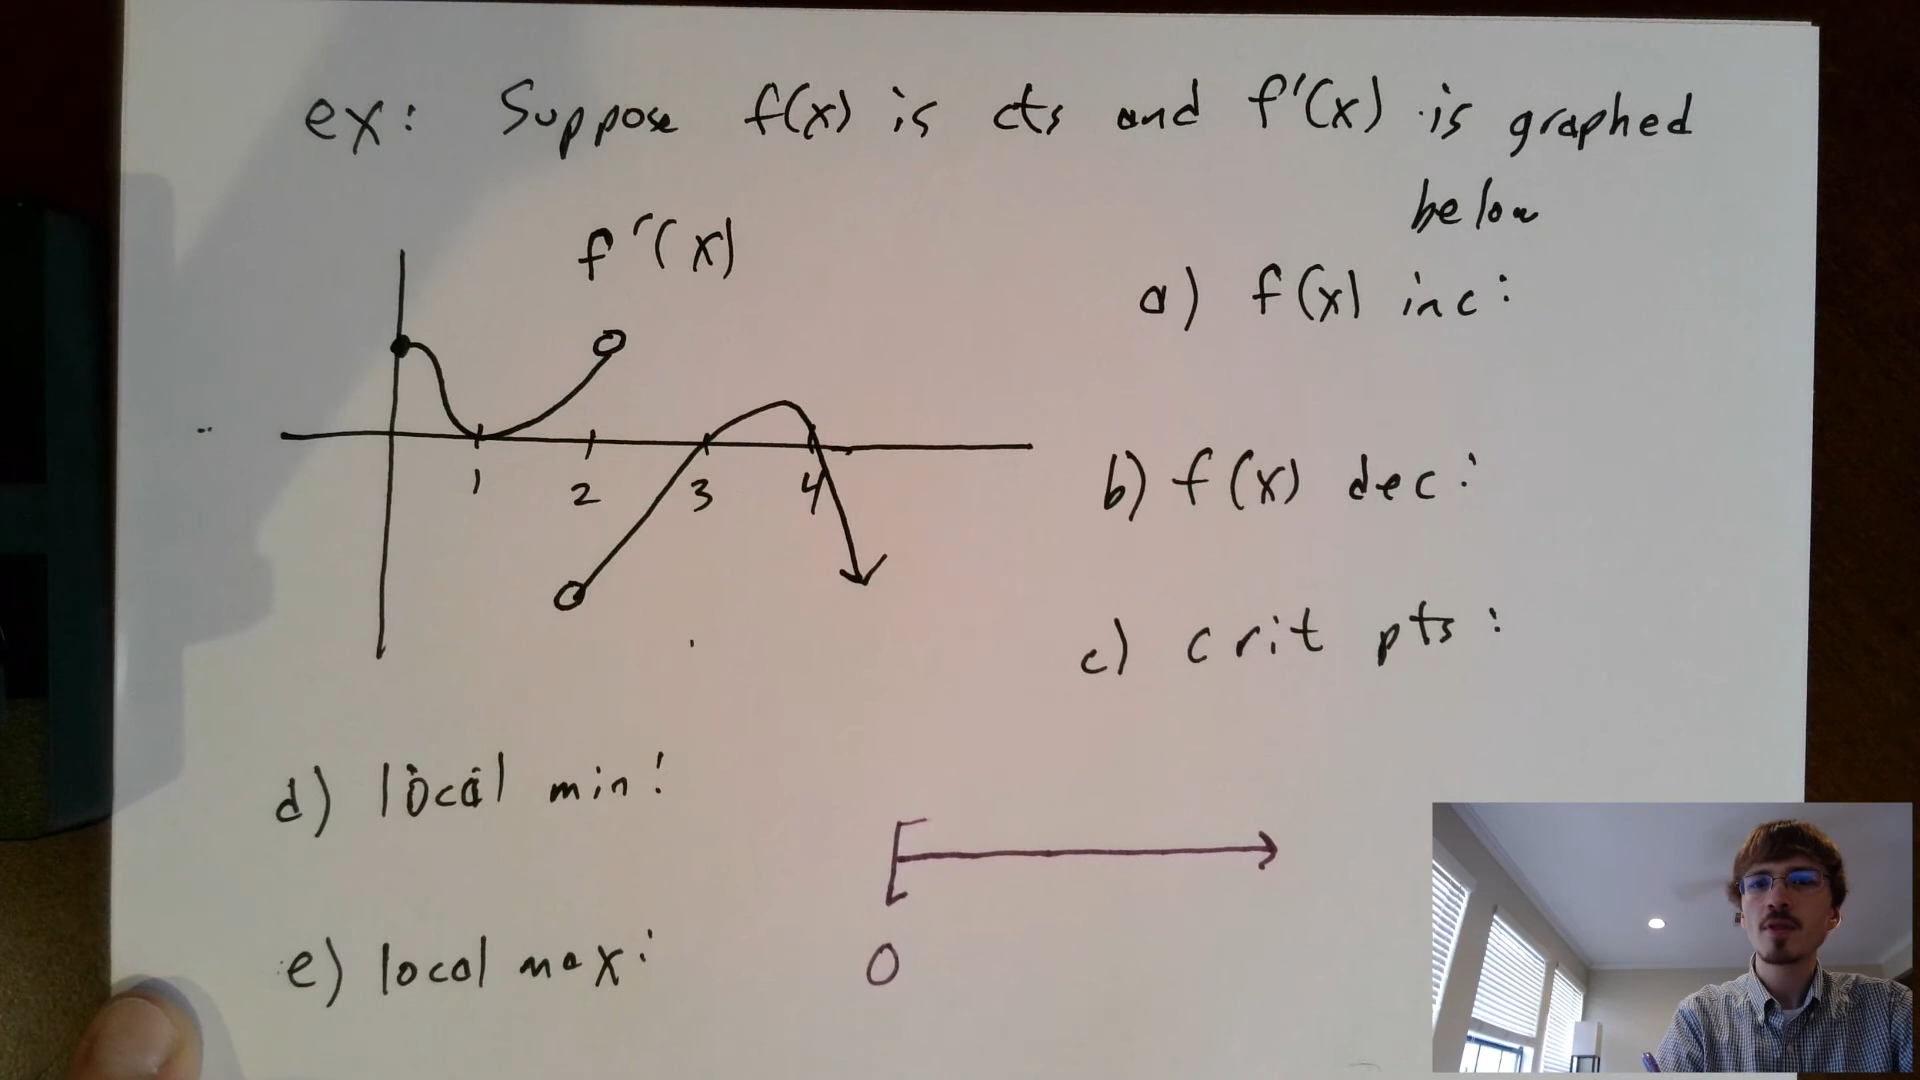 ex: Suppose f(x) is cts and f'(x) is graphed
below
f'(x)
a) f(x) inc:
1 2 3 4
b) f(x) dec:
c) crit pts:
d) local min:
e) local max:
0